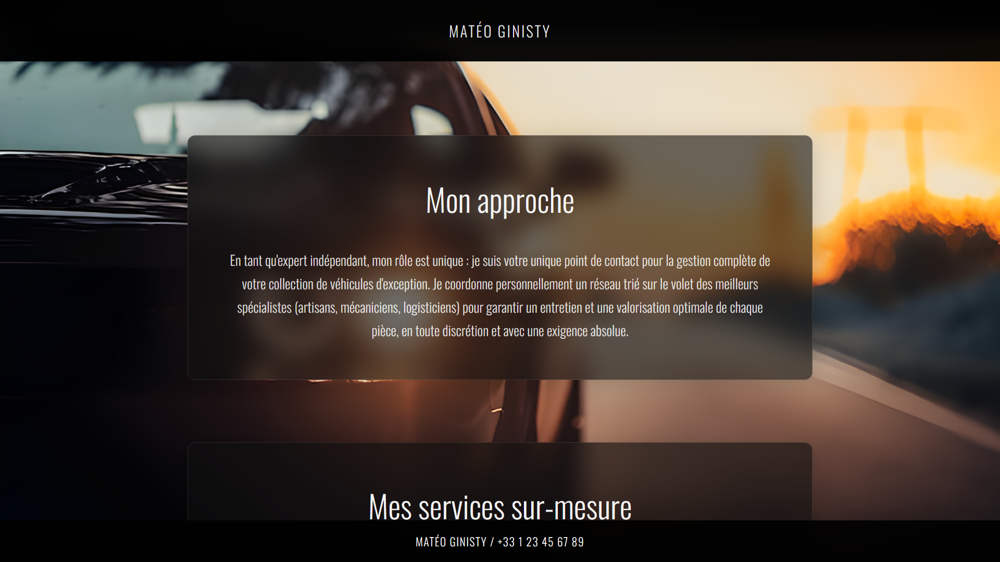 MATÉO GINISTY
Mon approche
En tant qu'expert indépendant, mon rôle est unique : je suis votre unique point de contact pour la gestion complète de
votre collection de véhicules d'exception. Je coordonne personnellement un réseau trié sur le volet des meilleurs
spécialistes (artisans, mécaniciens, logisticiens) pour garantir un entretien et une valorisation optimale de chaque
pièce, en toute discrétion et avec une exigence absolue.
Mes services sur-mesure
MATÉO GINISTY / +33 1 23 45 67 89